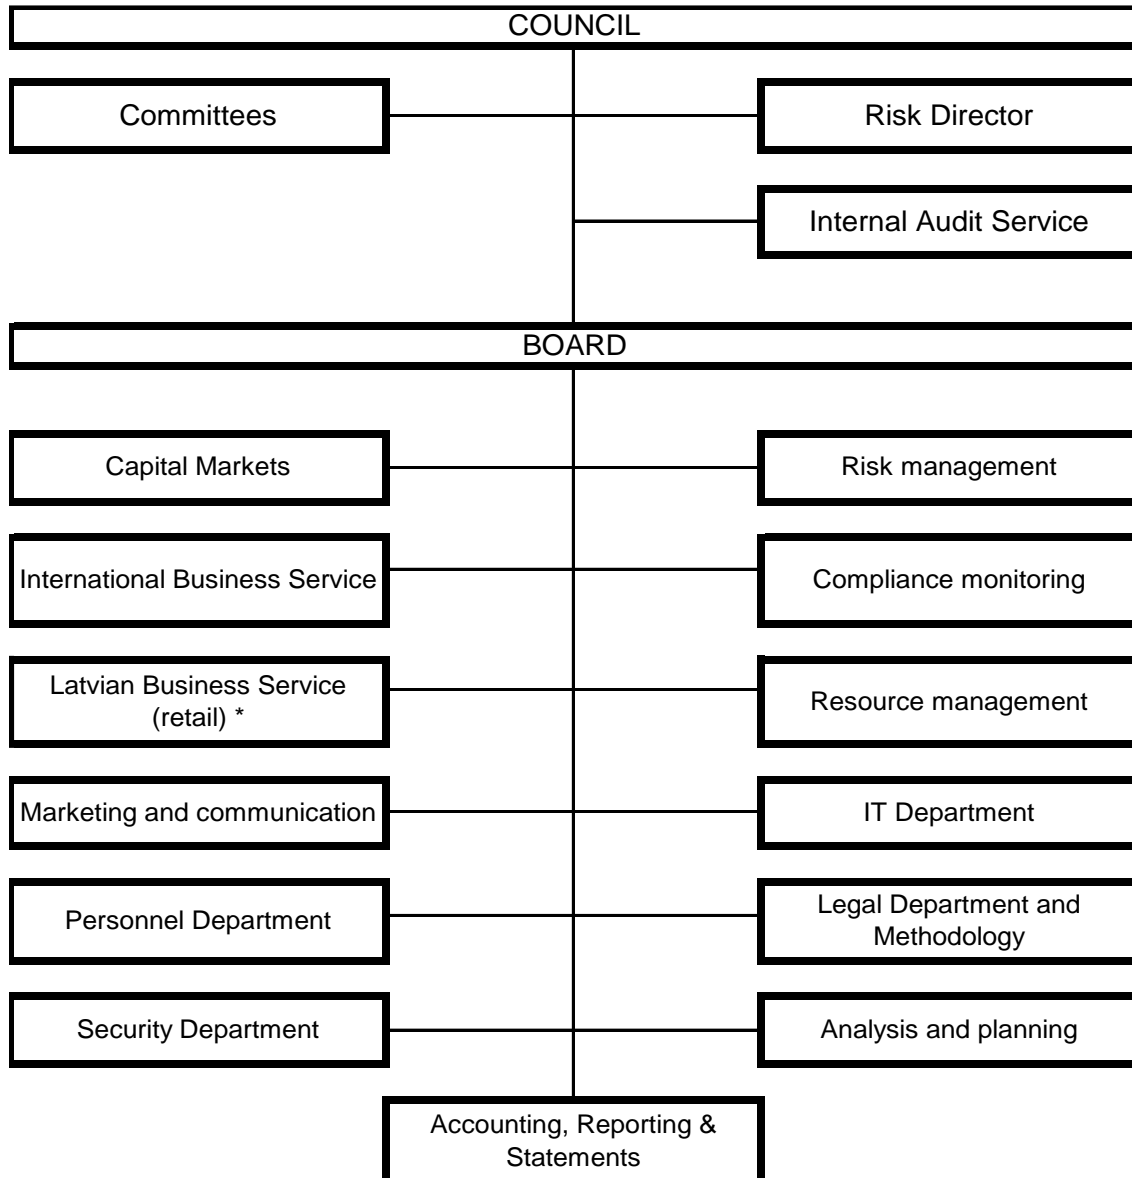 COUNCIL
Committees
Risk Director
Internal Audit Service
BOARD
Capital Markets
Risk management
International Business Service
Compliance monitoring
Latvian Business Service
(retail) *
Resource management
Marketing and communication
IT Department
Personnel Department
Legal Department and
Methodology
Security Department
Analysis and planning
Accounting, Reporting &
Statements